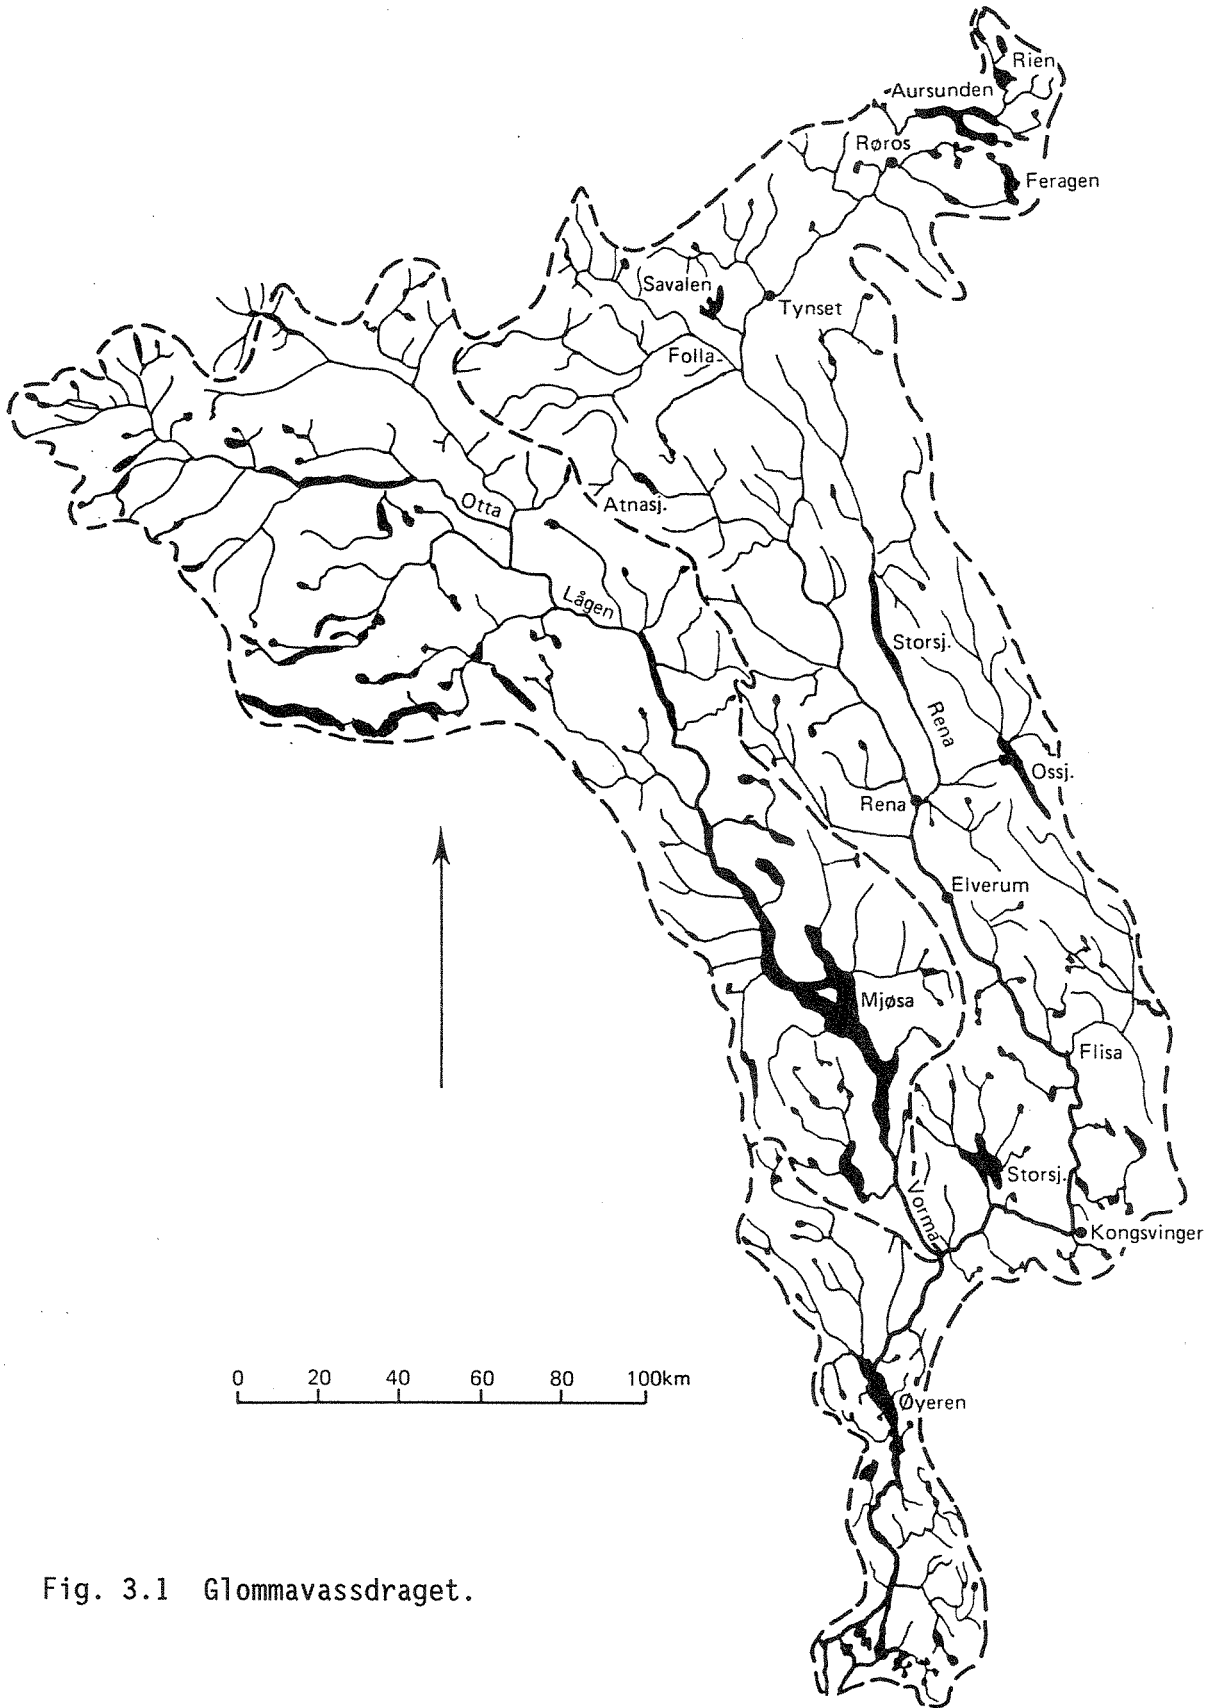 Rien
Aursunden
Røros
Feragen
Savalen
Tynset
Folla
Otta
Atnasj.
Lågen
Storsj.
Rena
Ossj.
Rena
Elverum
Mjøsa
Flisa
Storsj.
Vorma
Kongsvinger
0 20 40 60 80 100km
Øyeren
Fig. 3.1 Glommavassdraget.